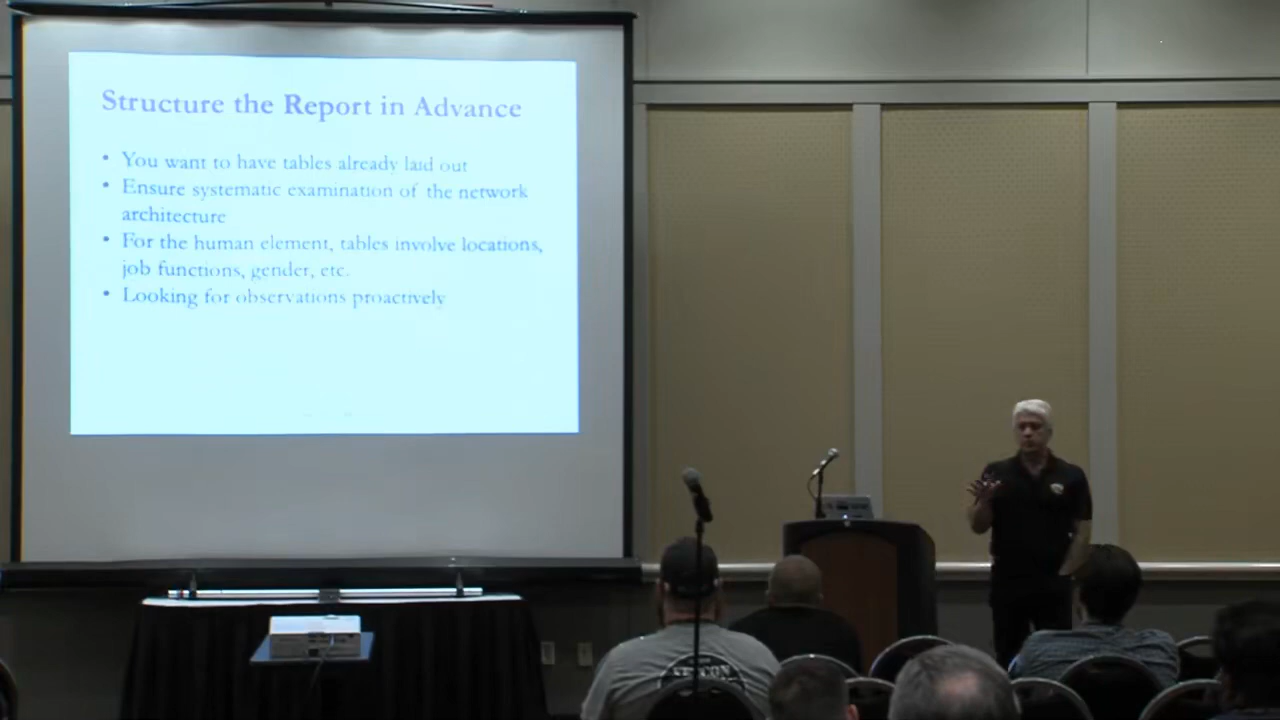 Structure the Report in Advance
• You want to have tables already laid out
• Ensure systematic examination of the network
architecture
• For the human element, tables involve locations,
job functions, gender, etc.
• Looking for observations proactively